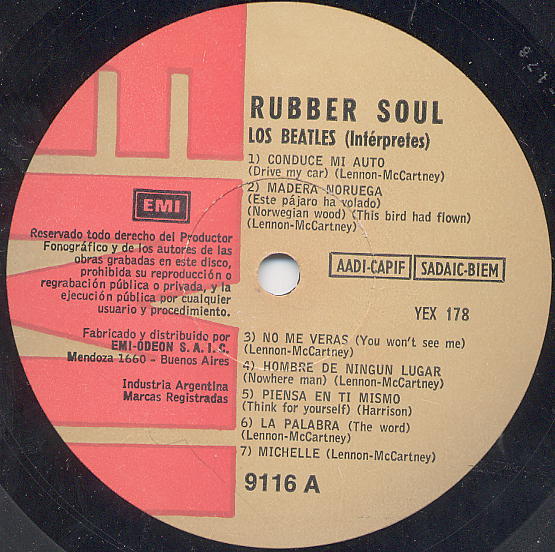 RUBBER SOUL
LOS BEATLES (Intérpretes)
1) CONDUCE MI AUTO
(Drive my car) (Lennon-McCartney)
2) MADERA NORUEGA
(Este pájaro ha volado)
(Norwegian wood) (This bird had flown)
(Lennon-McCartney)
EMI
Reservado todo derecho del Productor
Fonográfico y de los autores de las
obras grabadas en este disco,
prohibida su reproducción o
regrabación pública o privada, y la
ejecución pública por cualquier
usuario y procedimiento.
AADI-CAPIF SADAIC-BIEM
YEX 178
Fabricado y distribuido por
EMI-ODEON S.A.I.C.
Mendoza 1660 - Buenos Aires
Industria Argentina
Marcas Registradas
3) NO ME VERAS (You won't see me)
(Lennon-McCartney)
4) HOMBRE DE NINGUN LUGAR
(Nowhere man) (Lennon-McCartney)
5) PIENSA EN TI MISMO
(Think for yourself) (Harrison)
6) LA PALABRA (The word)
(Lennon-McCartney)
7) MICHELLE (Lennon-McCartney)
9116 A